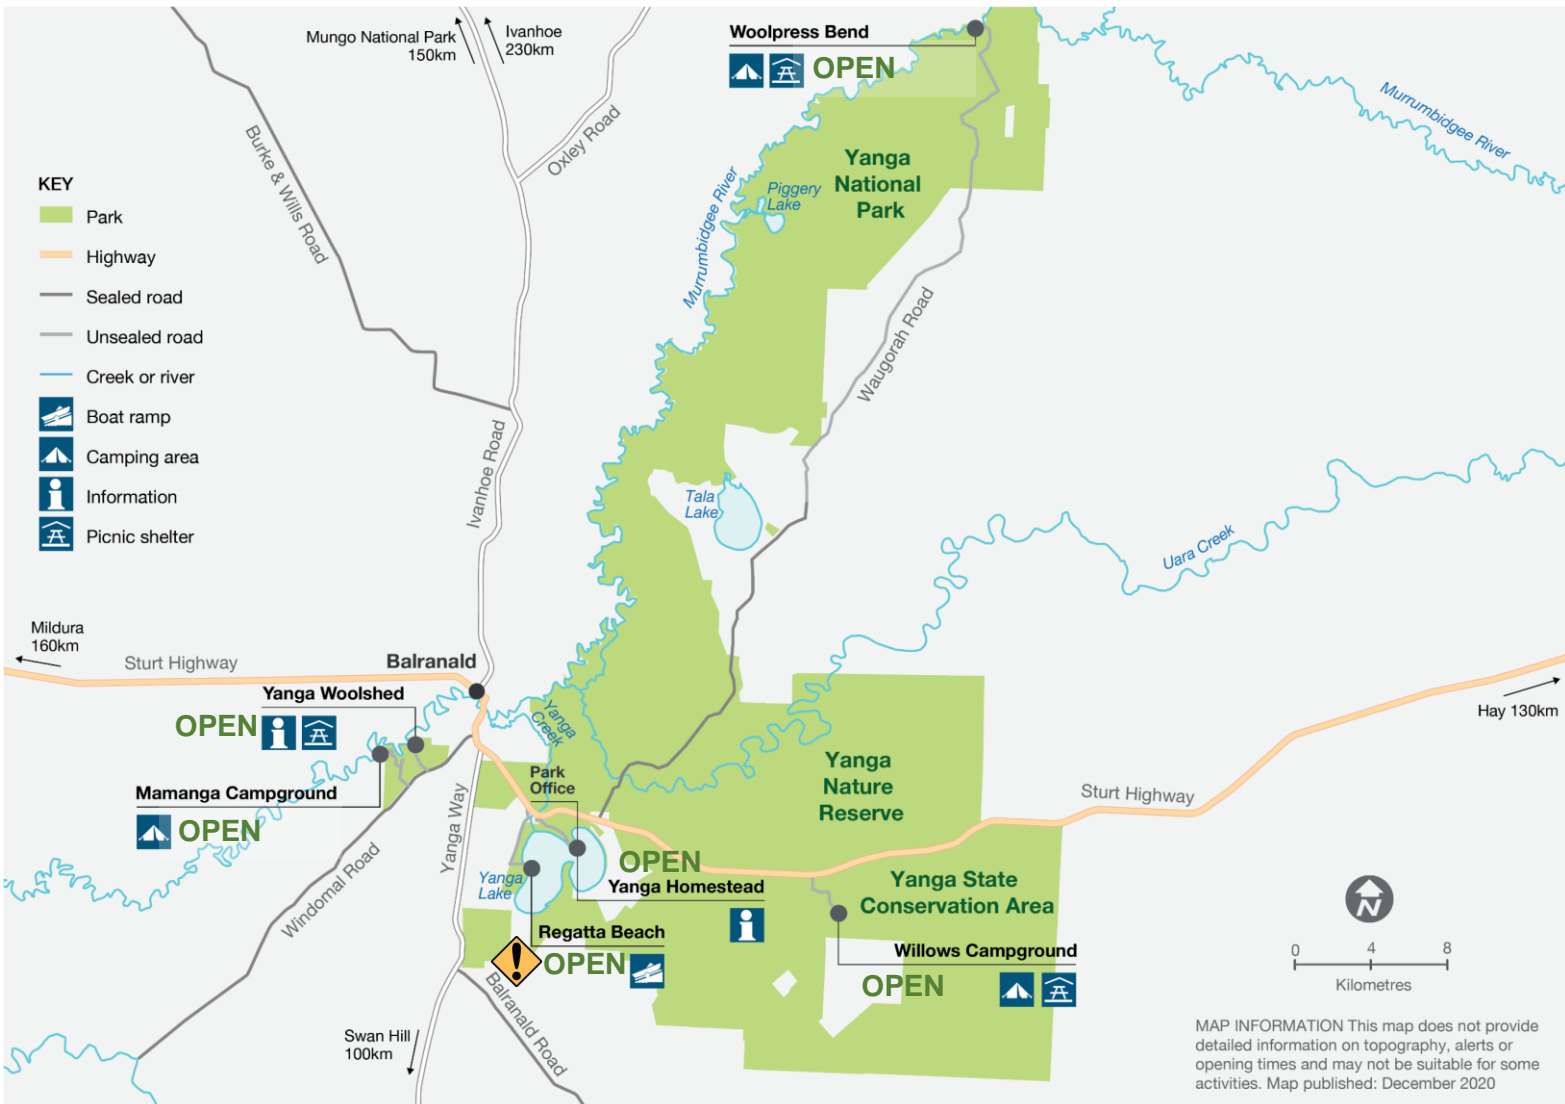 Mungo National Park
150km
Ivanhoe
230km
Woolpress Bend
OPEN
Murrumbidgee River
Burke & Wills Road
Oxley Road
Yanga
National
Park
Piggery
Lake
Murrumbidgee River
KEY
Park
Highway
Sealed road
Unsealed road
Creek or river
Boat ramp
Camping area
Information
Picnic shelter
Waugorah Road
Ivanhoe Road
Tala
Lake
Uara Creek
Mildura
160km
Sturt Highway
Balranald
Yanga Woolshed
OPEN
Yanga
Creek
Hay 130km
Mamanga Campground
OPEN
Park
Office
Yanga
Nature
Reserve
Sturt Highway
Yanga Way
Windomal Road
OPEN
Yanga Homestead
Yanga
Lake
Yanga State
Conservation Area
Regatta Beach
OPEN
Willows Campground
OPEN
N
0 4 8
Kilometres
Balranald Road
Swan Hill
100km
MAP INFORMATION This map does not provide
detailed information on topography, alerts or
opening times and may not be suitable for some
activities. Map published: December 2020